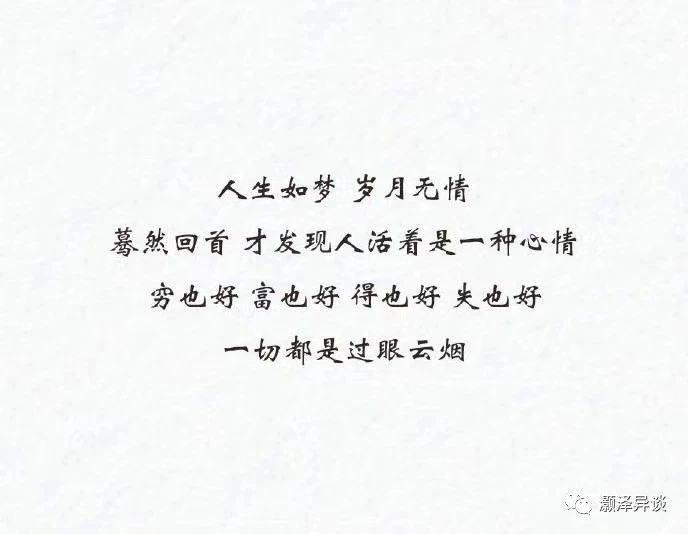 人生如梦 岁月无情
蓦然回首 才发现人活着是一种心情
穷也好 富也好 得也好 失也好
一切都是过眼云烟
灏泽异谈